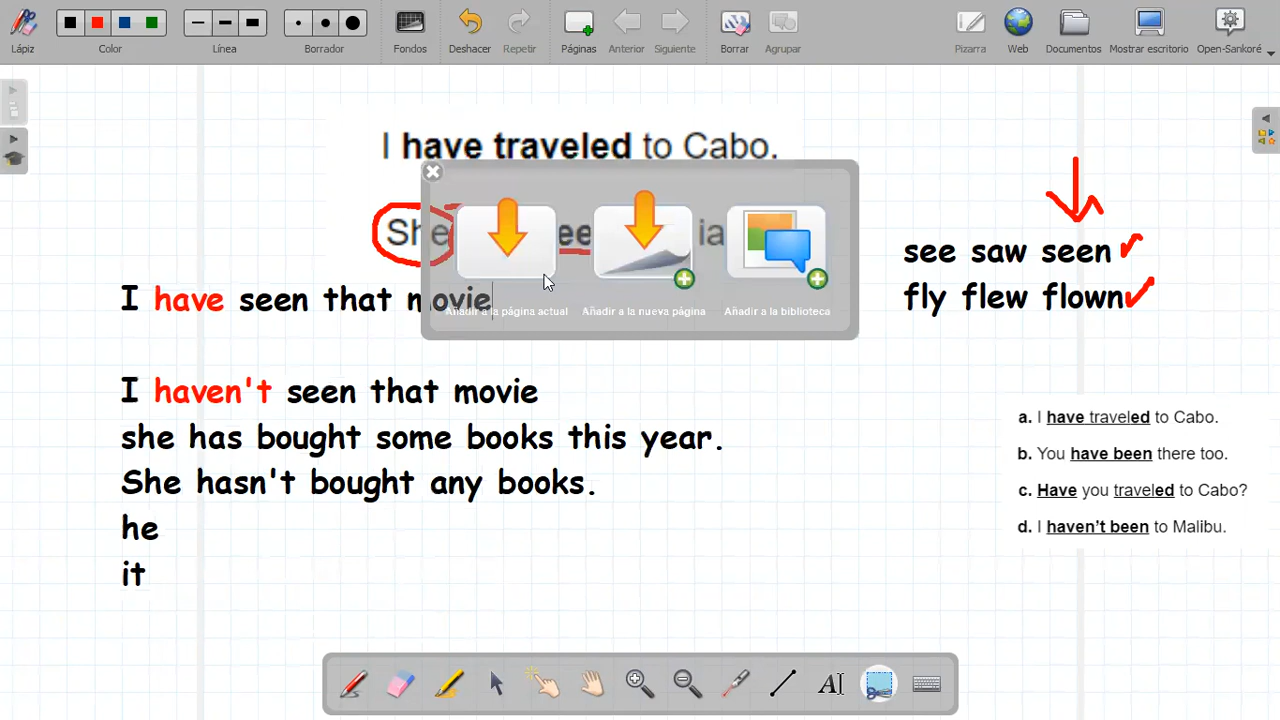 Lápiz Color Línea Borrador Fondos Deshacer Repetir Páginas Anterior Siguiente Borrar Agrupar Pizarra Web Documentos Mostrar escritorio Open-Sankoré
I have traveled to Cabo.
She ee ia
Añadir a la página actual Añadir a la nueva página Añadir a la biblioteca
I have seen that movie
I haven't seen that movie
she has bought some books this year.
She hasn't bought any books.
he
it
see saw seen
fly flew flown
a. I have traveled to Cabo.
b. You have been there too.
c. Have you traveled to Cabo?
d. I haven't been to Malibu.